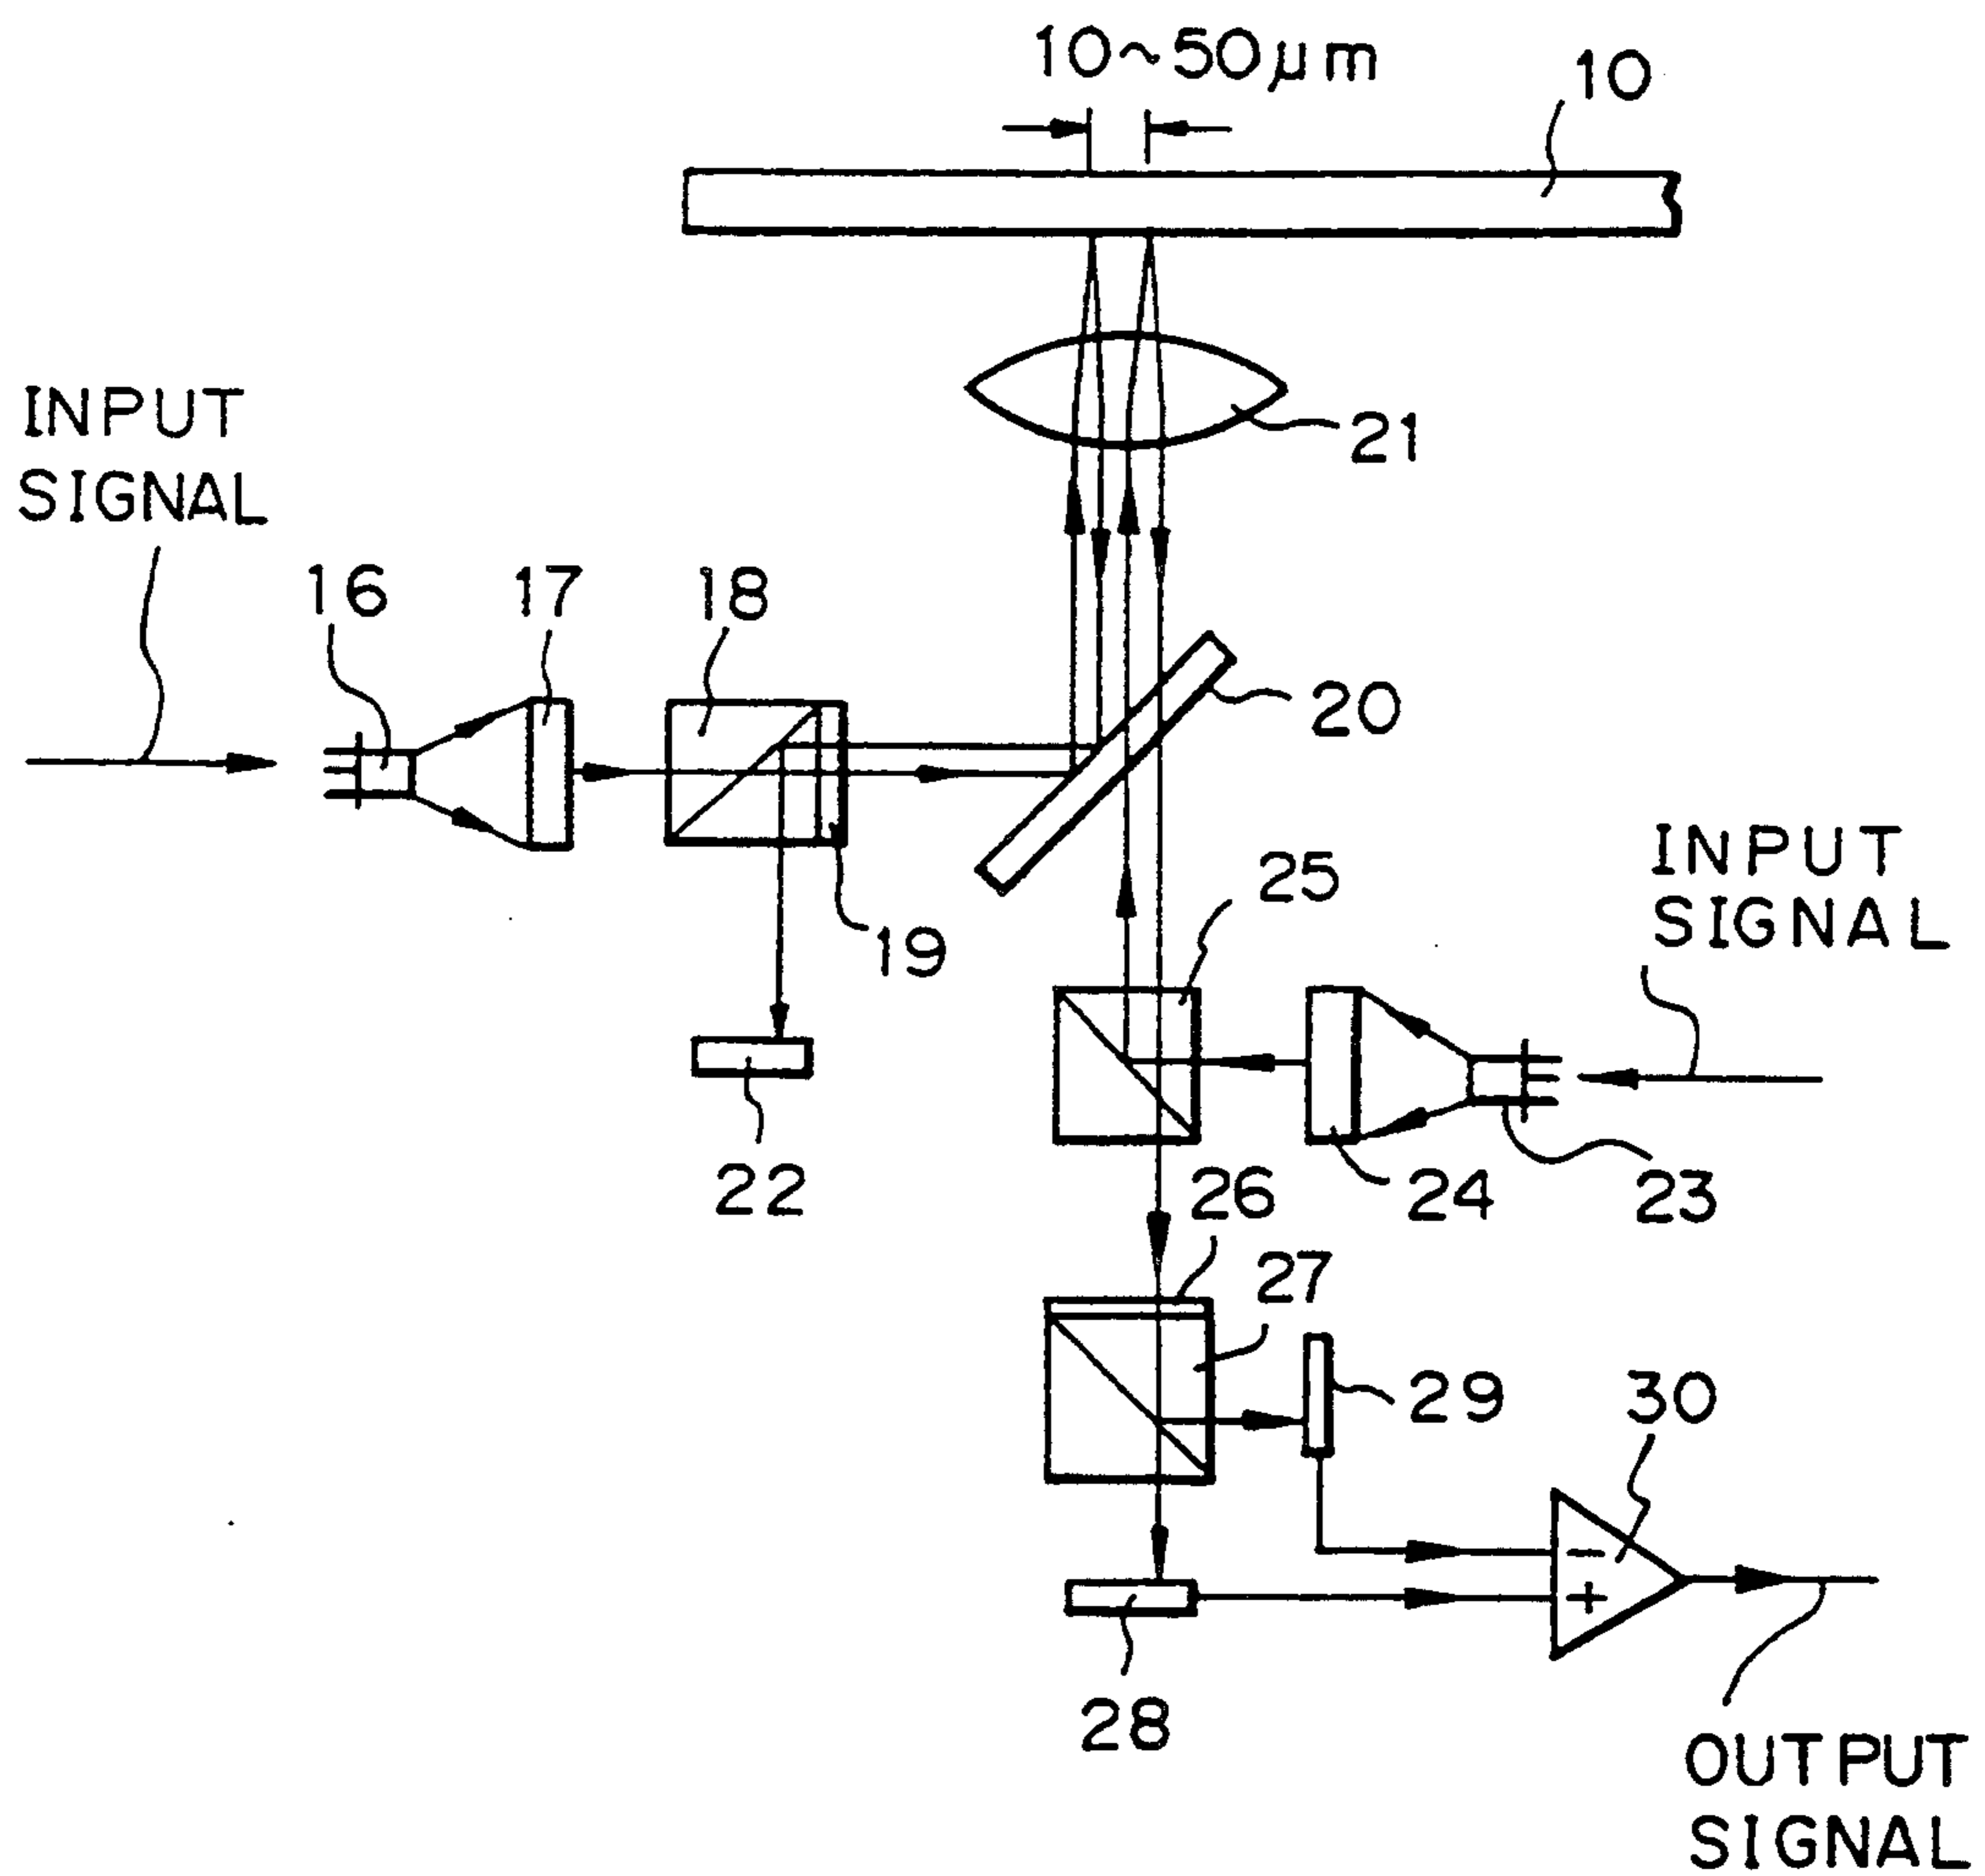 10~50μm
10
INPUT
SIGNAL
21
16
17
18
20
19
25
INPUT
SIGNAL
22
26
24
23
27
29
30
−
+
28
OUTPUT
SIGNAL